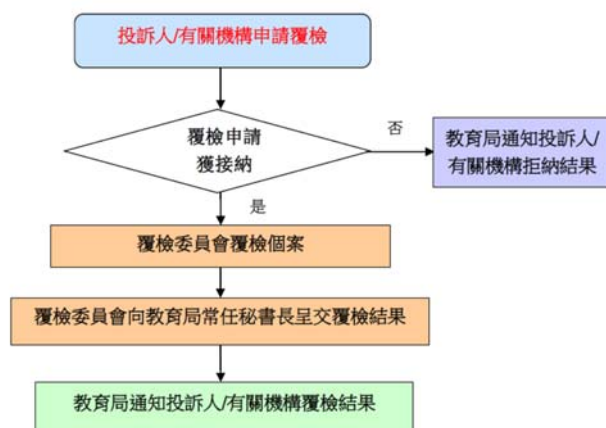 投訴人/有關機構申請覆檢
覆檢申請
獲接納
否
教育局通知投訴人/
有關機構拒納結果
是
覆檢委員會覆檢個案
覆檢委員會向教育局常任秘書長呈交覆檢結果
教育局通知投訴人/有關機構覆檢結果